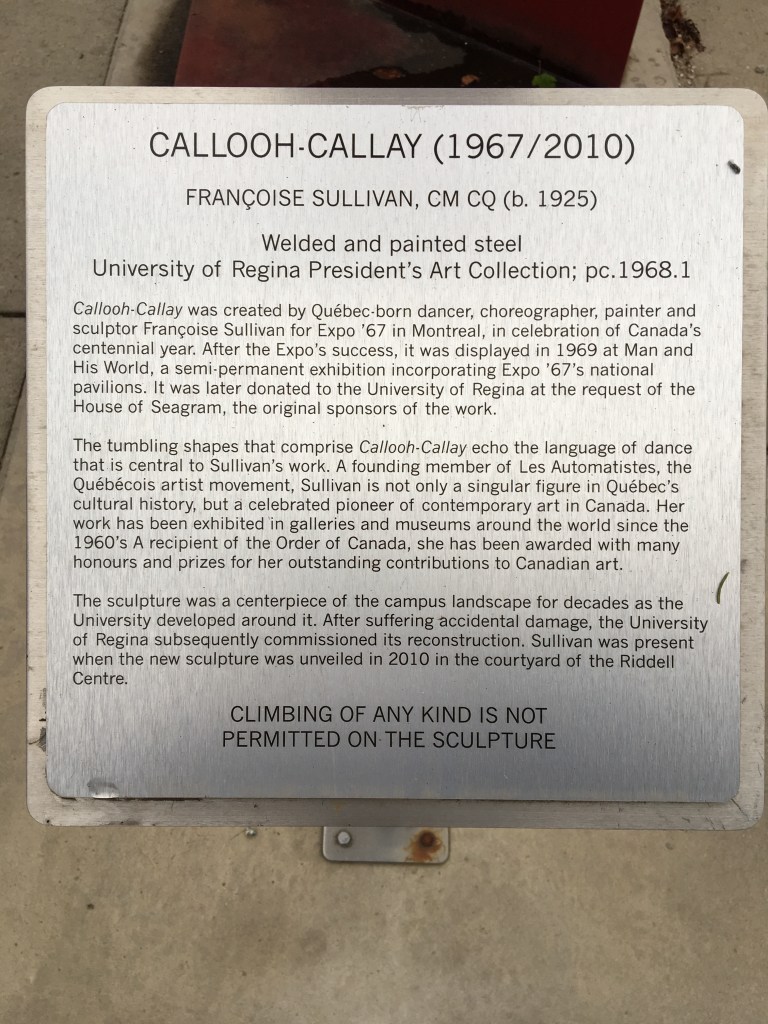 CALLOOH-CALLAY (1967/2010)
FRANÇOISE SULLIVAN, CM CQ (b. 1925)
Welded and painted steel
University of Regina President's Art Collection; pc.1968.1
Callooh-Callay was created by Québec-born dancer, choreographer, painter and
sculptor Françoise Sullivan for Expo '67 in Montreal, in celebration of Canada's
centennial year. After the Expo's success, it was displayed in 1969 at Man and
His World, a semi-permanent exhibition incorporating Expo '67's national
pavilions. It was later donated to the University of Regina at the request of the
House of Seagram, the original sponsors of the work.
The tumbling shapes that comprise Callooh-Callay echo the language of dance
that is central to Sullivan's work. A founding member of Les Automatistes, the
Québécois artist movement, Sullivan is not only a singular figure in Québec's
cultural history, but a celebrated pioneer of contemporary art in Canada. Her
work has been exhibited in galleries and museums around the world since the
1960's A recipient of the Order of Canada, she has been awarded with many
honours and prizes for her outstanding contributions to Canadian art.
The sculpture was a centerpiece of the campus landscape for decades as the
University developed around it. After suffering accidental damage, the University
of Regina subsequently commissioned its reconstruction. Sullivan was present
when the new sculpture was unveiled in 2010 in the courtyard of the Riddell
Centre.
CLIMBING OF ANY KIND IS NOT
PERMITTED ON THE SCULPTURE